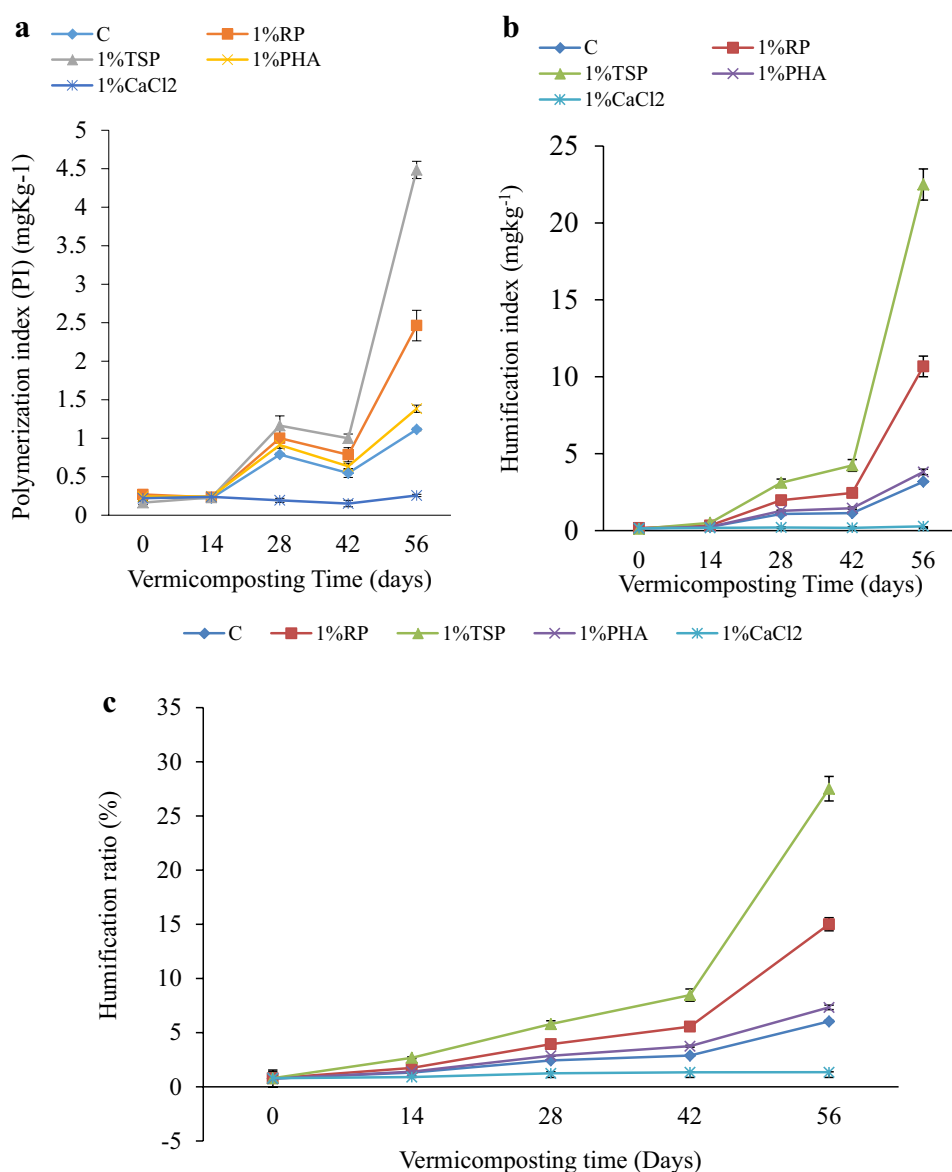 a
C 1%RP
1%TSP 1%PHA
1%CaCl2
5
4.5
4
3.5
3
2.5
2
1.5
1
0.5
0
Polymerization index (PI) (mgKg-1)
0 14 28 42 56
Vermicomposting Time (days)
b
C 1%RP
1%TSP 1%PHA
1%CaCl2
25
20
15
10
5
0
Humification index (mgkg⁻¹)
0 14 28 42 56
Vermicomposting Time (days)
C 1%RP 1%TSP 1%PHA 1%CaCl2
c
35
30
25
20
15
10
5
0
-5
Humification ratio (%)
0 14 28 42 56
Vermicomposting time (Days)